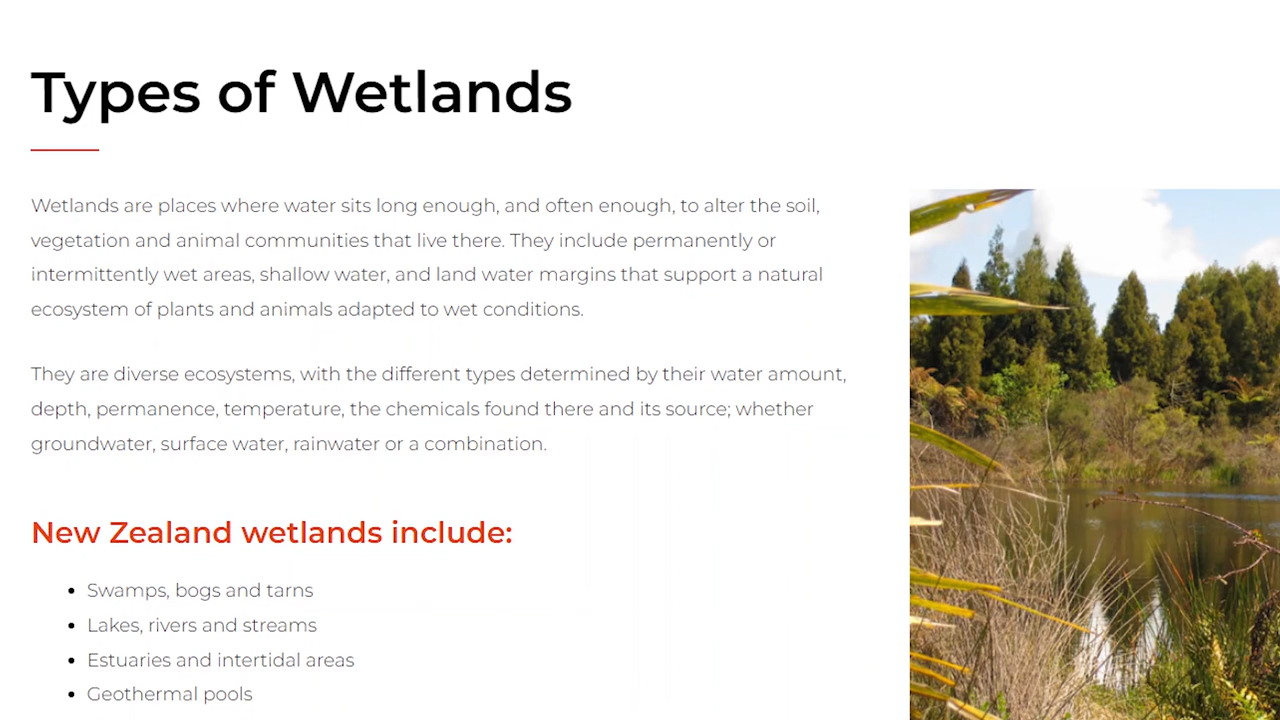 Types of Wetlands
Wetlands are places where water sits long enough, and often enough, to alter the soil,
vegetation and animal communities that live there. They include permanently or
intermittently wet areas, shallow water, and land water margins that support a natural
ecosystem of plants and animals adapted to wet conditions.
They are diverse ecosystems, with the different types determined by their water amount,
depth, permanence, temperature, the chemicals found there and its source; whether
groundwater, surface water, rainwater or a combination.
New Zealand wetlands include:
• Swamps, bogs and tarns
• Lakes, rivers and streams
• Estuaries and intertidal areas
• Geothermal pools